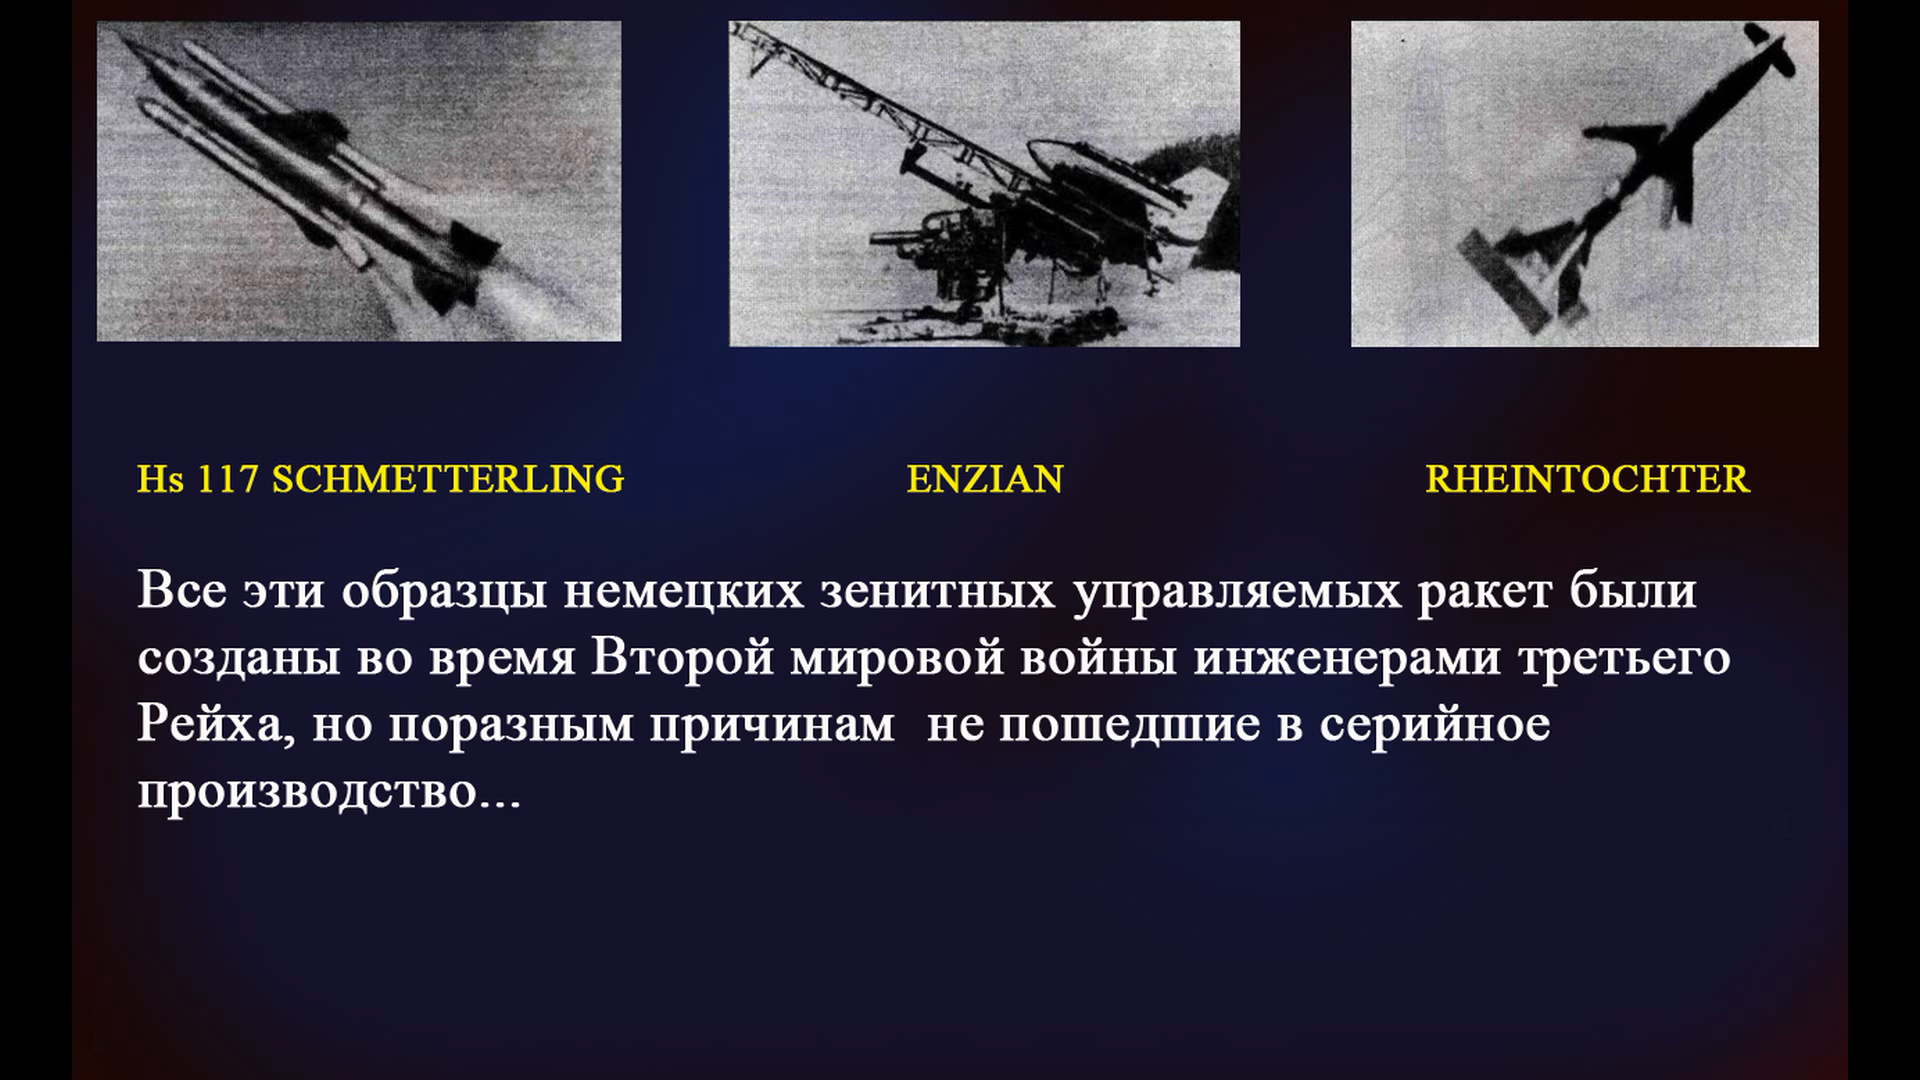 Hs 117 SCHMETTERLING ENZIAN RHEINTOCHTER
Все эти образцы немецких зенитных управляемых ракет были
созданы во время Второй мировой войны инженерами третьего
Рейха, но поразным причинам  не пошедшие в серийное
производство...